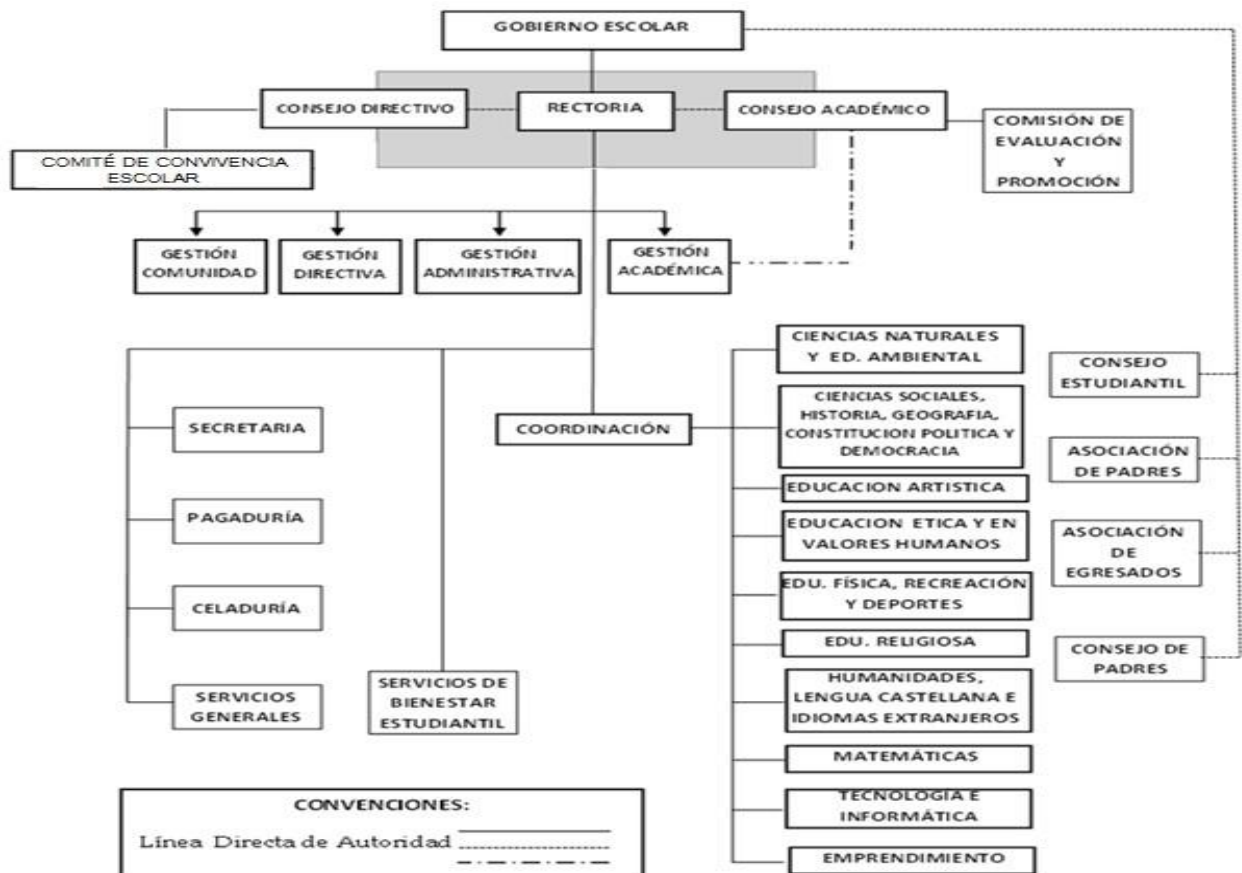 GOBIERNO ESCOLAR
CONSEJO DIRECTIVO
RECTORIA
CONSEJO ACADÉMICO
COMISIÓN DE
EVALUACIÓN
Y
PROMOCIÓN
COMITÉ DE CONVIVENCIA
ESCOLAR
GESTIÓN
COMUNIDAD
GESTIÓN
DIRECTIVA
GESTIÓN
ADMINISTRATIVA
GESTIÓN
ACADÉMICA
SECRETARIA
PAGADURÍA
CELADURÍA
SERVICIOS
GENERALES
SERVICIOS DE
BIENESTAR
ESTUDIANTIL
COORDINACIÓN
CIENCIAS NATURALES
Y ED. AMBIENTAL
CIENCIAS SOCIALES,
HISTORIA, GEOGRAFIA,
CONSTITUCION POLITICA Y
DEMOCRACIA
EDUCACION ARTISTICA
EDUCACION ETICA Y EN
VALORES HUMANOS
EDU. FÍSICA, RECREACIÓN
Y DEPORTES
EDU. RELIGIOSA
HUMANIDADES,
LENGUA CASTELLANA E
IDIOMAS EXTRANJEROS
MATEMÁTICAS
TECNOLOGIA E
INFORMÁTICA
EMPRENDIMIENTO
CONSEJO
ESTUDIANTIL
ASOCIACIÓN
DE PADRES
ASOCIACIÓN
DE
EGRESADOS
CONSEJO DE
PADRES
CONVENCIONES:
Línea Directa de Autoridad